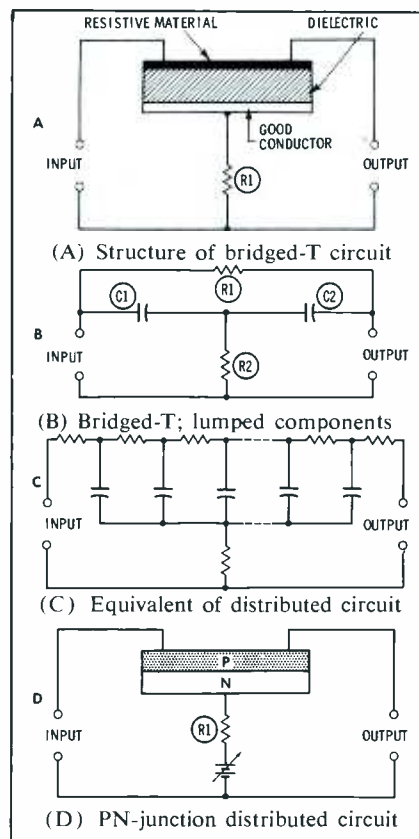 RESISTIVE MATERIAL
DIELECTRIC
A
GOOD
CONDUCTOR
INPUT
R1
OUTPUT
(A) Structure of bridged-T circuit
R1
C1
C2
B
INPUT
R2
OUTPUT
(B) Bridged-T; lumped components
C
INPUT
OUTPUT
(C) Equivalent of distributed circuit
P
N
D
INPUT
R1
OUTPUT
(D) PN-junction distributed circuit